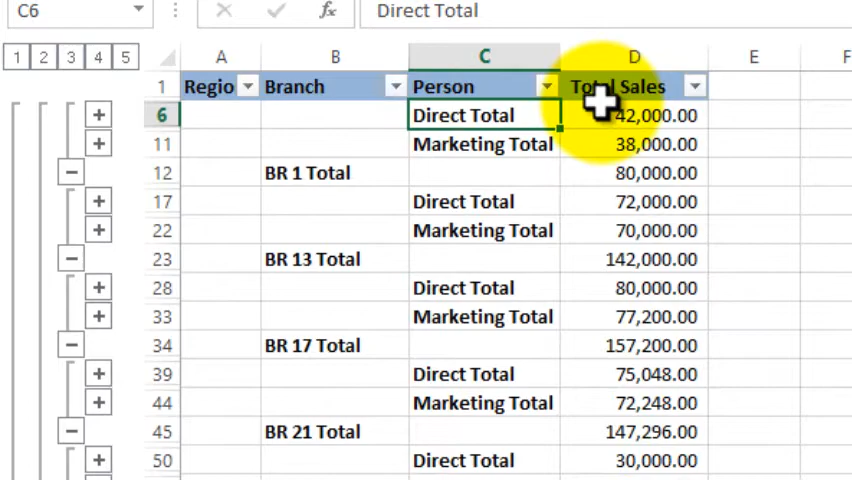 C6 fx Direct Total
1 2 3 4 5 A B C D E F
1 Regio Branch Person Total Sales
6 Direct Total 42,000.00
11 Marketing Total 38,000.00
12 BR 1 Total 80,000.00
17 Direct Total 72,000.00
22 Marketing Total 70,000.00
23 BR 13 Total 142,000.00
28 Direct Total 80,000.00
33 Marketing Total 77,200.00
34 BR 17 Total 157,200.00
39 Direct Total 75,048.00
44 Marketing Total 72,248.00
45 BR 21 Total 147,296.00
50 Direct Total 30,000.00